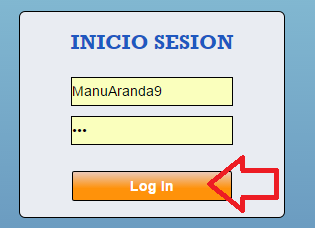 INICIO SESION
ManuAranda9
•••
Log In